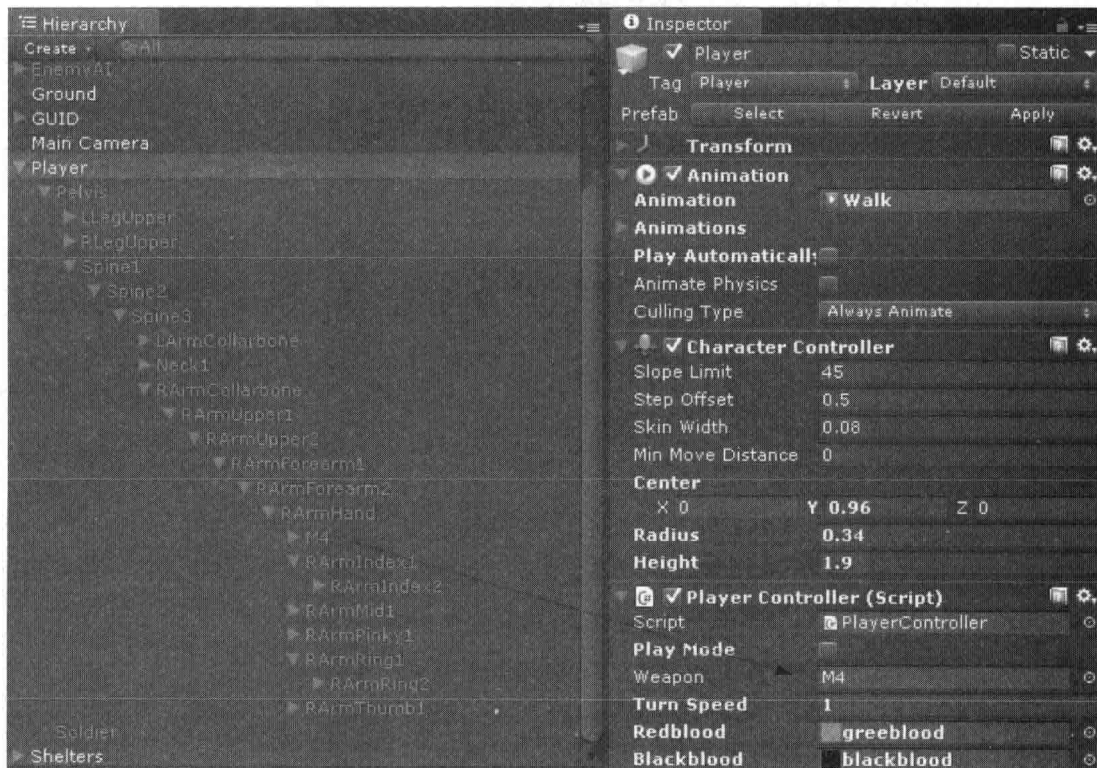 Hierarchy
Create
All
EnemyAI
Ground
GUID
Main Camera
Player
Pelvis
LLegUpper
RLegUpper
Spine1
Spine2
Spine3
LArmCollarbone
Neck1
RArmCollarbone
RArmUpper1
RArmUpper2
RArmForearm1
RArmForearm2
RArmHand
M4
RArmIndex1
RArmIndex2
RArmMid1
RArmPinky1
RArmRing1
RArmRing2
RArmThumb1
Soldier
Shelters
Inspector
Player Static
Tag Player Layer Default
Prefab Select Revert Apply
Transform
Animation
Animation Walk
Animations
Play Automatically
Animate Physics
Culling Type Always Animate
Character Controller
Slope Limit 45
Step Offset 0.5
Skin Width 0.08
Min Move Distance 0
Center
X 0 Y 0.96 Z 0
Radius 0.34
Height 1.9
Player Controller (Script)
Script PlayerController
Play Mode
Weapon M4
Turn Speed 1
Redblood greeblood
Blackblood blackblood